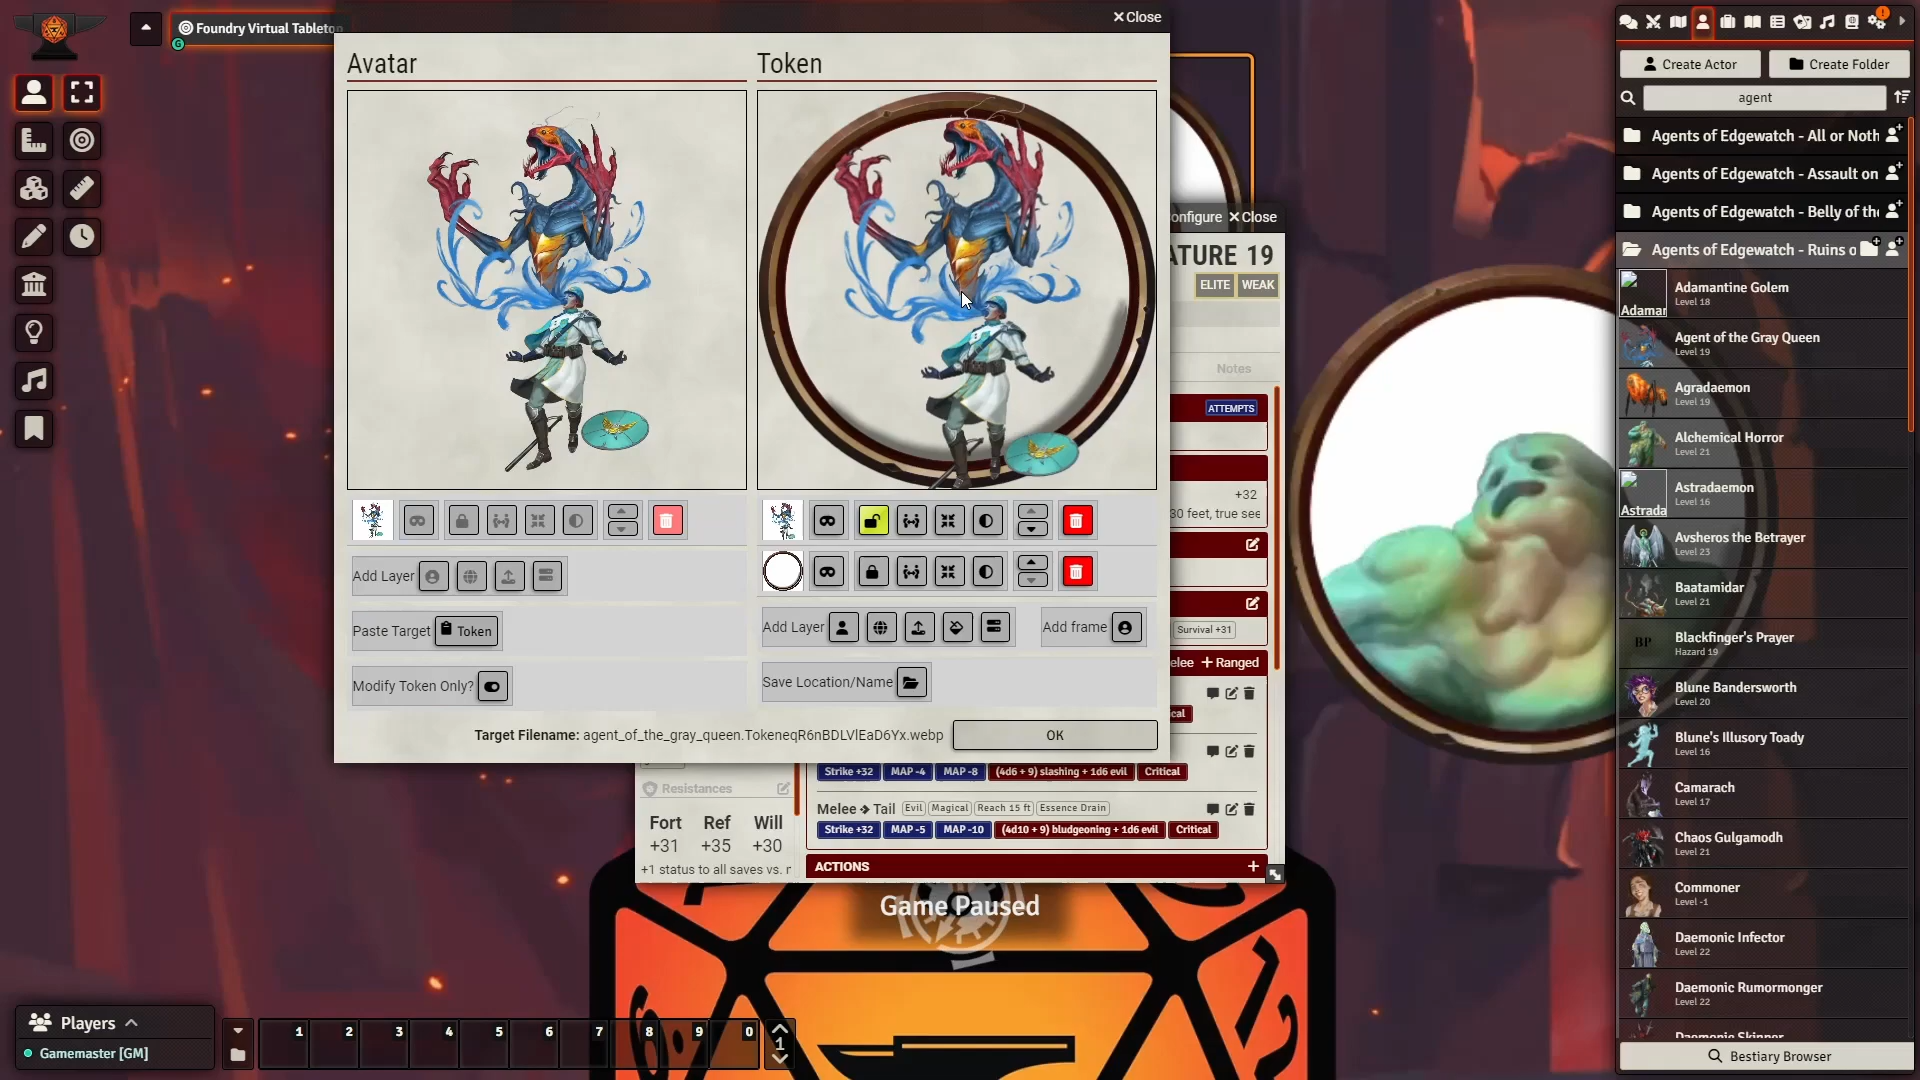 Foundry Virtual Tabletop
G
Close
Avatar
Token
Add Layer
Paste Target Token
Modify Token Only?
Add Layer
Add frame
Save Location/Name
Target Filename: agent_of_the_gray_queen.TokeneqR6nBDLVlEaD6Yx.webp
OK
onfigure Close
ATURE 19
ELITE WEAK
Notes
ATTEMPTS
+32
30 feet, true see
Survival +31
elee + Ranged
cal
Strike +32 MAP -4 MAP -8 (4d6 + 9) slashing + 1d6 evil Critical
Melee Tail Evil Magical Reach 15 ft Essence Drain
Strike +32 MAP -5 MAP -10 (4d10 + 9) bludgeoning + 1d6 evil Critical
ACTIONS
Resistances
Fort Ref Will
+31 +35 +30
+1 status to all saves vs. r
Game Paused
Players
Gamemaster [GM]
1 2 3 4 5 6 7 8 9 0
1
Create Actor
Create Folder
agent
Agents of Edgewatch - All or Noth
Agents of Edgewatch - Assault on
Agents of Edgewatch - Belly of the
Agents of Edgewatch - Ruins o
Adamar
Adamantine Golem
Level 18
Agent of the Gray Queen
Level 19
Agradaemon
Level 19
Alchemical Horror
Level 21
Astrada
Astradaemon
Level 16
Avsheros the Betrayer
Level 23
Baatamidar
Level 21
BP
Blackfinger's Prayer
Hazard 19
Blune Bandersworth
Level 20
Blune's Illusory Toady
Level 16
Camarach
Level 17
Chaos Gulgamodh
Level 21
Commoner
Level -1
Daemonic Infector
Level 22
Daemonic Rumormonger
Level 22
Daemonic Skinner
Bestiary Browser